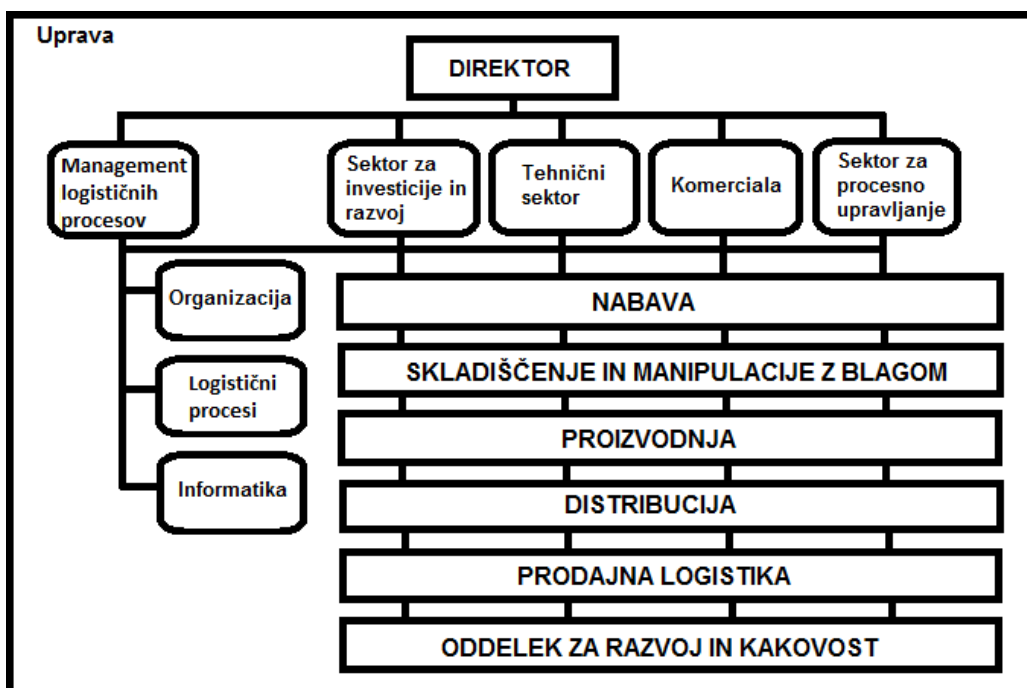 Uprava
DIREKTOR
Management
logističnih
procesov
Sektor za
investicije in
razvoj
Tehnični
sektor
Komerciala
Sektor za
procesno
upravljanje
Organizacija
Logistični
procesi
Informatika
NABAVA
SKLADIŠČENJE IN MANIPULACIJE Z BLAGOM
PROIZVODNJA
DISTRIBUCIJA
PRODAJNA LOGISTIKA
ODDELEK ZA RAZVOJ IN KAKOVOST